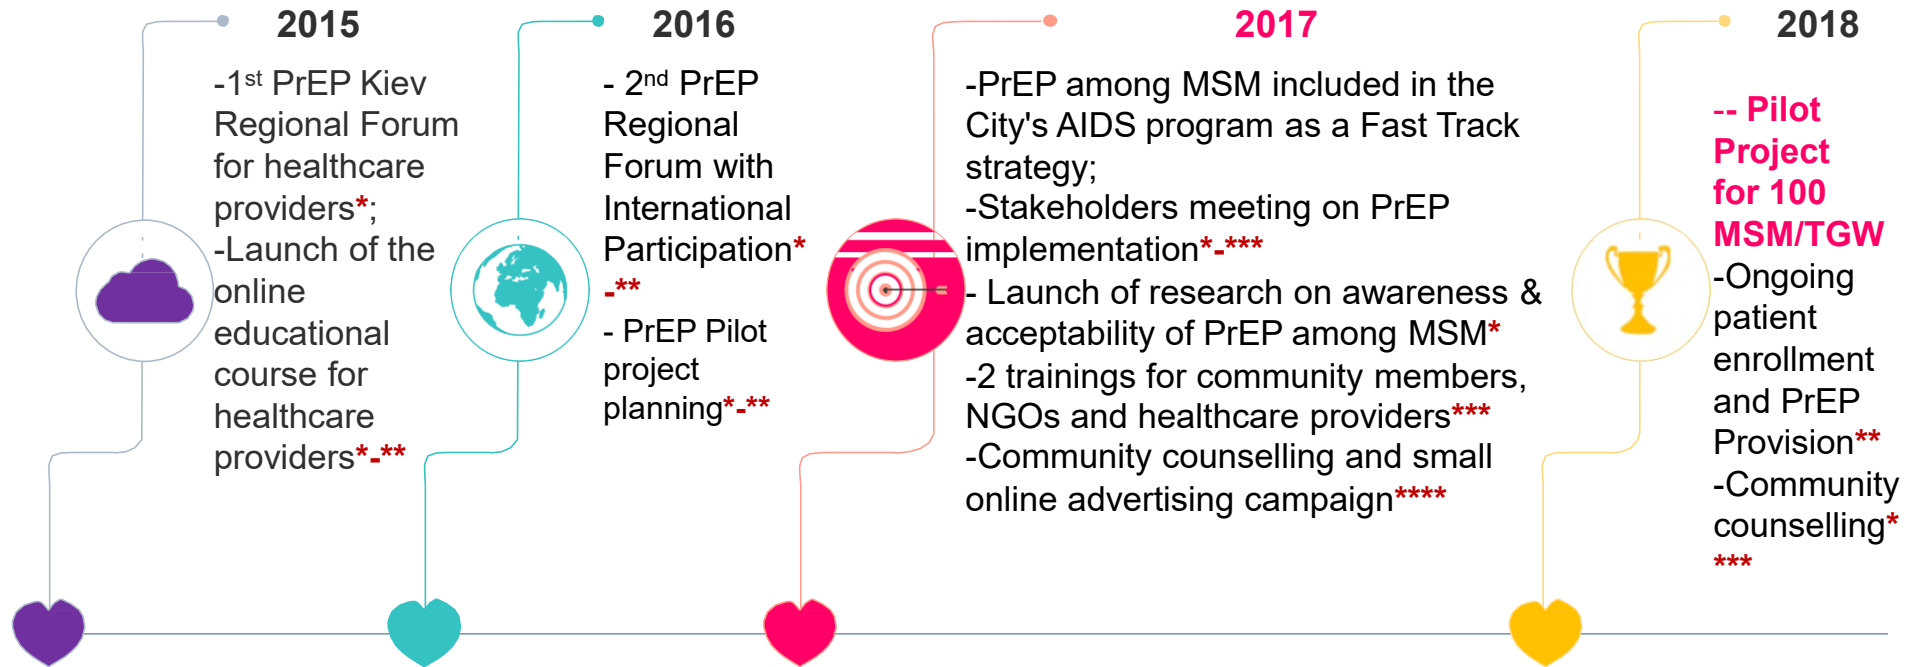 2015
-1st PrEP Kiev
Regional Forum
for healthcare
providers*;
-Launch of the
online
educational
course for
healthcare
providers*-**
2016
- 2nd PrEP
Regional
Forum with
International
Participation*
-**
- PrEP Pilot
project
planning*-**
2017
-PrEP among MSM included in the
City's AIDS program as a Fast Track
strategy;
-Stakeholders meeting on PrEP
implementation*-***
- Launch of research on awareness &
acceptability of PrEP among MSM*
-2 trainings for community members,
NGOs and healthcare providers***
-Community counselling and small
online advertising campaign****
2018
-- Pilot
Project
for 100
MSM/TGW
-Ongoing
patient
enrollment
and PrEP
Provision**
-Community
counselling*
***